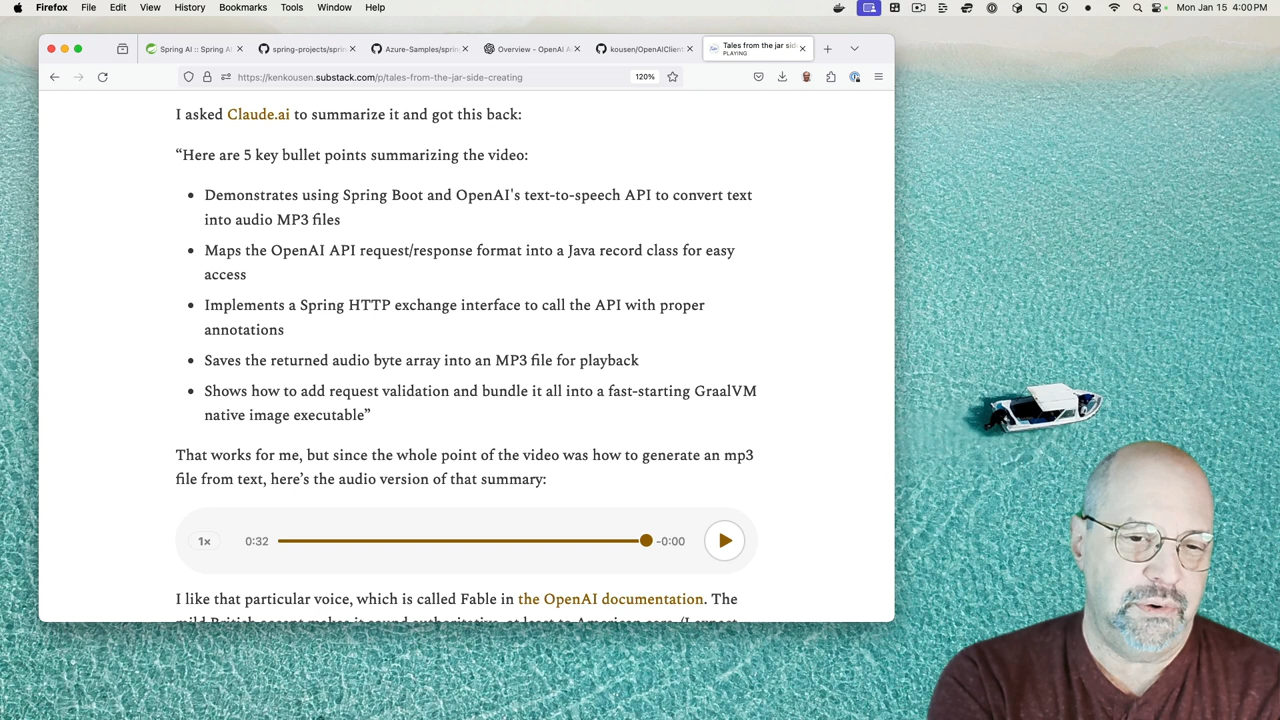 Firefox File Edit View History Bookmarks Tools Window Help Mon Jan 15 4:00 PM
Spring AI :: Spring AI
spring-projects/sprin
Azure-Samples/sprin
Overview - OpenAI A
kousen/OpenAIClient
Tales from the jar sid
PLAYING
https://kenkousen.substack.com/p/tales-from-the-jar-side-creating 120%
I asked Claude.ai to summarize it and got this back:
“Here are 5 key bullet points summarizing the video:
• Demonstrates using Spring Boot and OpenAI's text-to-speech API to convert text
into audio MP3 files
• Maps the OpenAI API request/response format into a Java record class for easy
access
• Implements a Spring HTTP exchange interface to call the API with proper
annotations
• Saves the returned audio byte array into an MP3 file for playback
• Shows how to add request validation and bundle it all into a fast-starting GraalVM
native image executable”
That works for me, but since the whole point of the video was how to generate an mp3
file from text, here’s the audio version of that summary:
1x 0:32 -0:00
I like that particular voice, which is called Fable in the OpenAI documentation. The